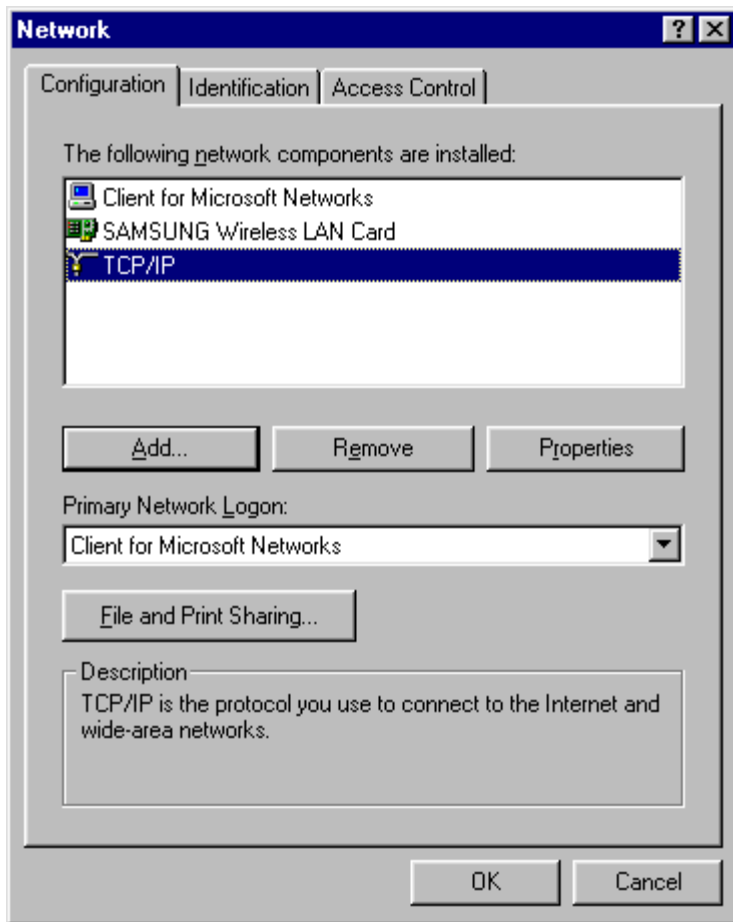 Network
Configuration
Identification
Access Control
The following network components are installed:
Client for Microsoft Networks
SAMSUNG Wireless LAN Card
TCP/IP
Add...
Remove
Properties
Primary Network Logon:
Client for Microsoft Networks
File and Print Sharing...
Description
TCP/IP is the protocol you use to connect to the Internet and
wide-area networks.
OK
Cancel